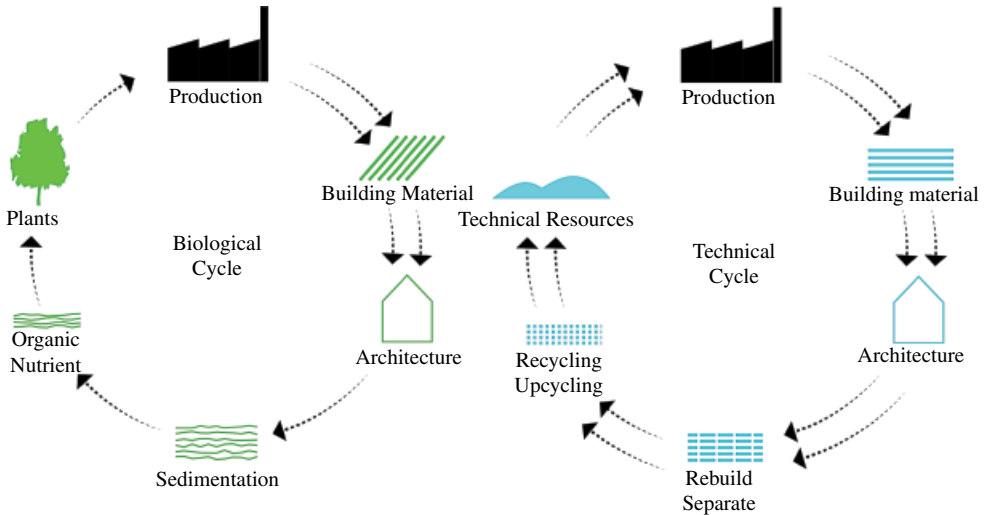 Production
Building Material
Architecture
Sedimentation
Organic
Nutrient
Plants
Biological
Cycle
Production
Building material
Architecture
Rebuild
Separate
Recycling
Upcycling
Technical Resources
Technical
Cycle